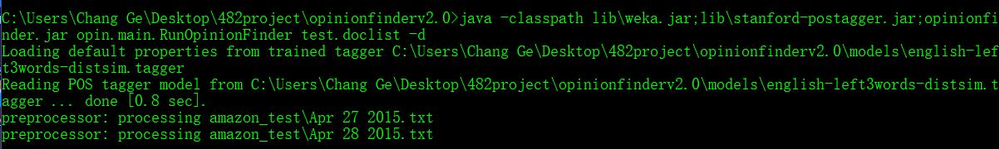 C:\Users\Chang Ge\Desktop\482project\opinionfinderv2.0>java -classpath lib\weka.jar;lib\stanford-postagger.jar;opinionfi
nder.jar opin.main.RunOpinionFinder test.doclist -d
Loading default properties from trained tagger C:\Users\Chang Ge\Desktop\482project\opinionfinderv2.0\models\english-lef
t3words-distsim.tagger
Reading POS tagger model from C:\Users\Chang Ge\Desktop\482project\opinionfinderv2.0\models\english-left3words-distsim.t
agger ... done [0.8 sec].
preprocessor: processing amazon_test\Apr 27 2015.txt
preprocessor: processing amazon_test\Apr 28 2015.txt